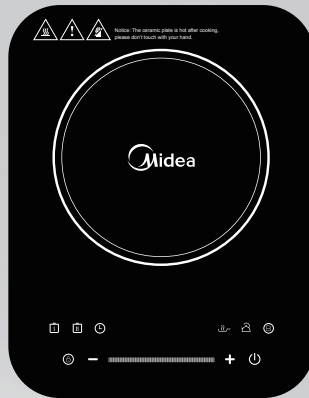 Notice: The ceramic plate is hot after cooking,
please don't touch with your hand.
Midea